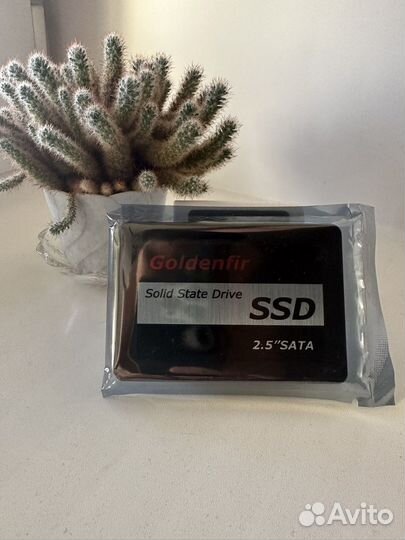 Goldenfir
Solid State Drive
SSD
2.5"SATA
Avito